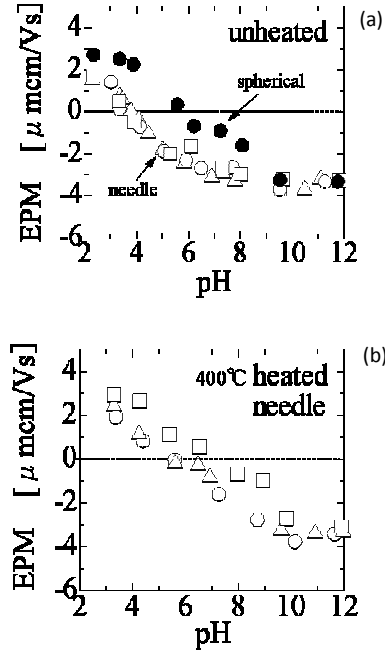 (a)
unheated
spherical
needle
4
2
0
-2
-4
-6
EPM [μ mcm/Vs]
2 4 6 8 10 12
pH
(b)
400℃ heated
needle
4
2
0
-2
-4
-6
EPM [μ mcm/Vs]
2 4 6 8 10 12
pH